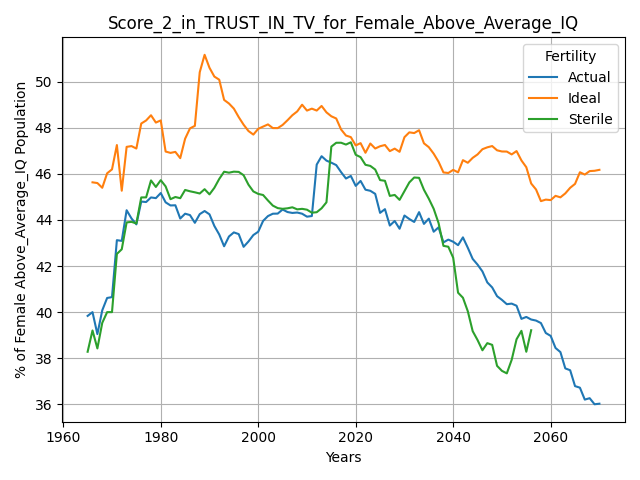 Score_2_in_TRUST_IN_TV_for_Female_Above_Average_IQ
% of Female Above_Average_IQ Population
50
48
46
44
42
40
38
36
Fertility
Actual
Ideal
Sterile
1960
1980
2000
2020
2040
2060
Years